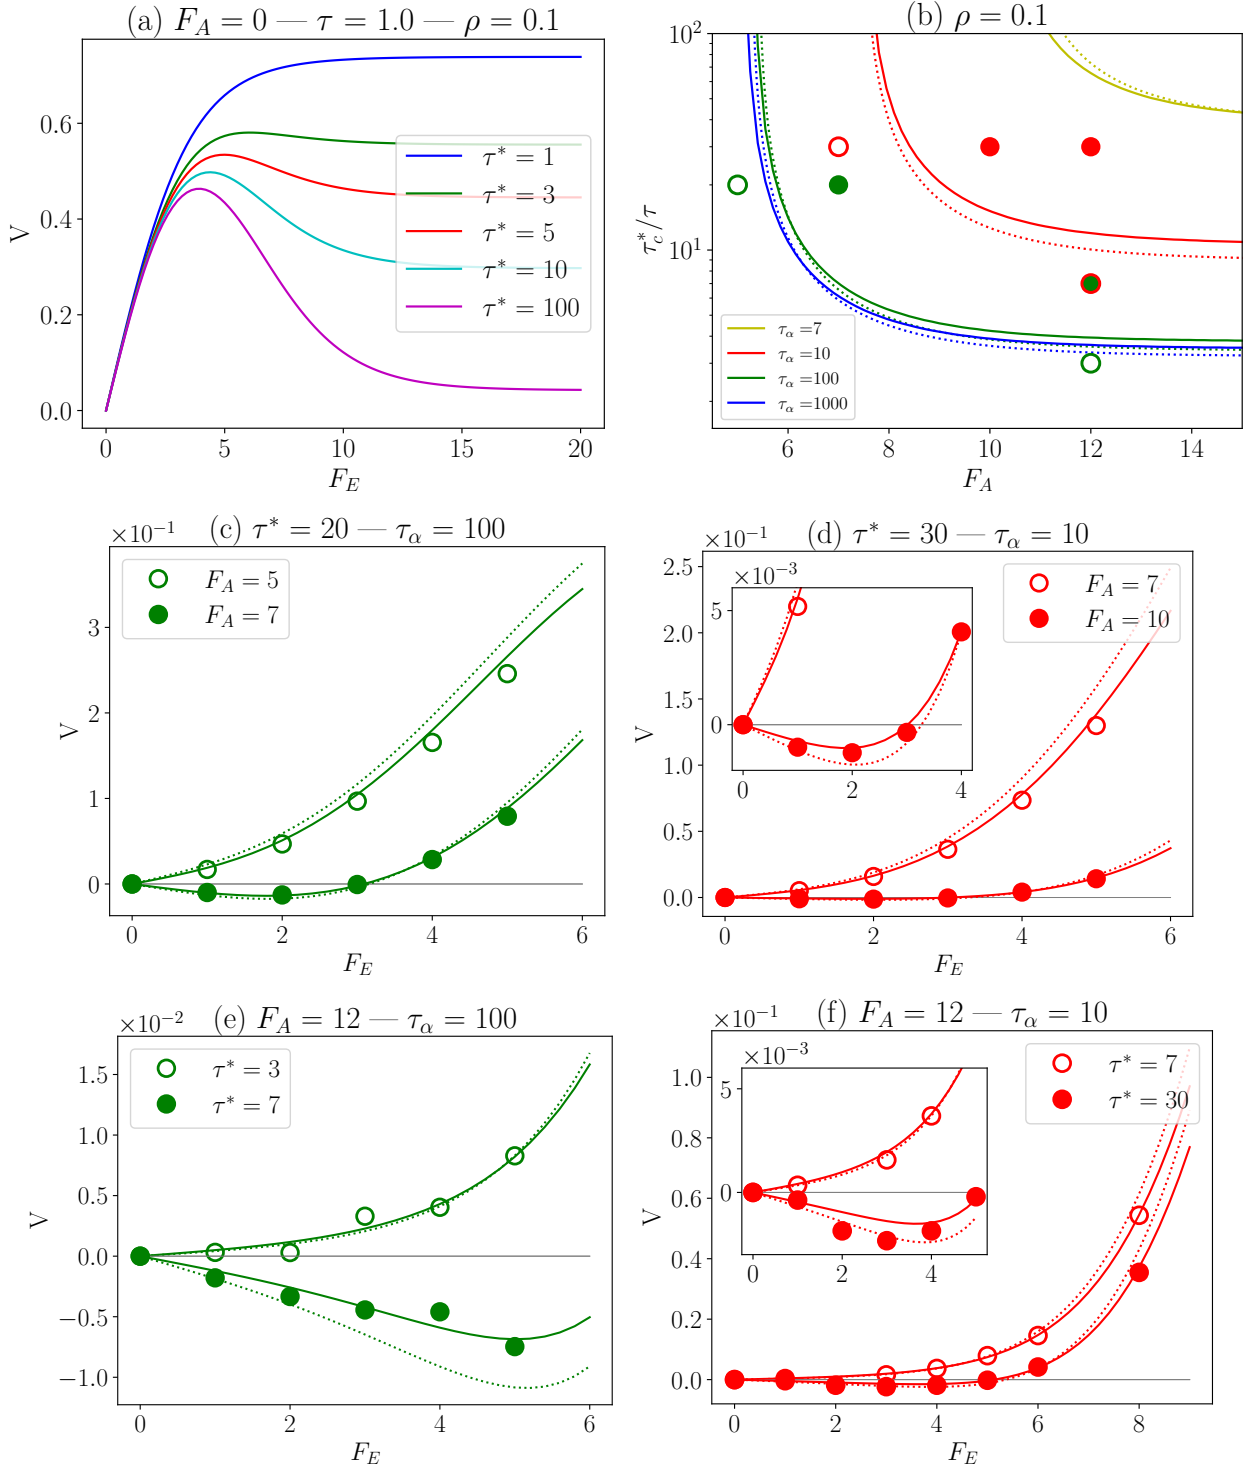 (a) F_A = 0 — τ = 1.0 — ρ = 0.1
V
0.6
0.4
0.2
0.0
τ* = 1
τ* = 3
τ* = 5
τ* = 10
τ* = 100
0 5 10 15 20
F_E
(b) ρ = 0.1
τ_c*/τ
10²
10¹
τ_α =7
τ_α =10
τ_α =100
τ_α =1000
6 8 10 12 14
F_A
(c) τ* = 20 — τ_α = 100
×10⁻¹
F_A = 5
F_A = 7
V
3
2
1
0
0 2 4 6
F_E
(d) τ* = 30 — τ_α = 10
×10⁻¹
F_A = 7
F_A = 10
V
2.5
2.0
1.5
1.0
0.5
0.0
×10⁻³
5
0
0 2 4
0 2 4 6
F_E
(e) F_A = 12 — τ_α = 100
×10⁻²
τ* = 3
τ* = 7
V
1.5
1.0
0.5
0.0
−0.5
−1.0
0 2 4 6
F_E
(f) F_A = 12 — τ_α = 10
×10⁻¹
τ* = 7
τ* = 30
V
1.0
0.8
0.6
0.4
0.2
0.0
×10⁻³
5
0
0 2 4
0 2 4 6 8
F_E